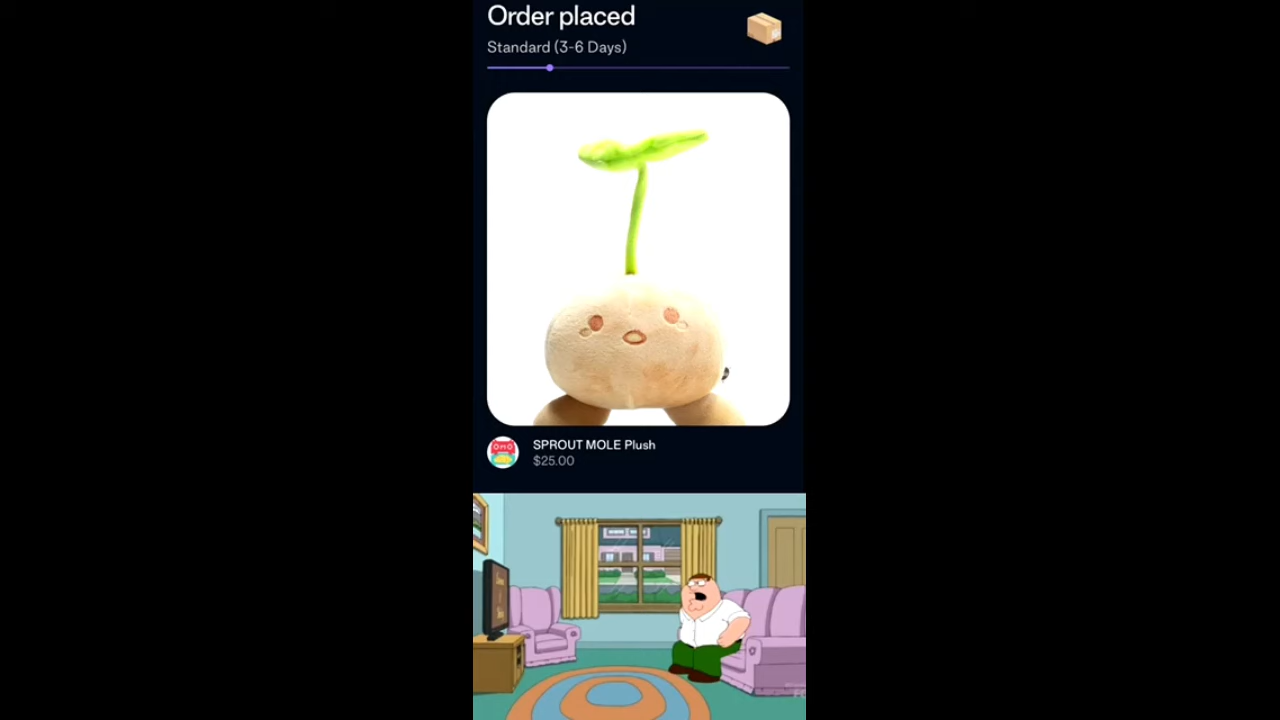 Order placed
Standard (3-6 Days)
SPROUT MOLE Plush
$25.00